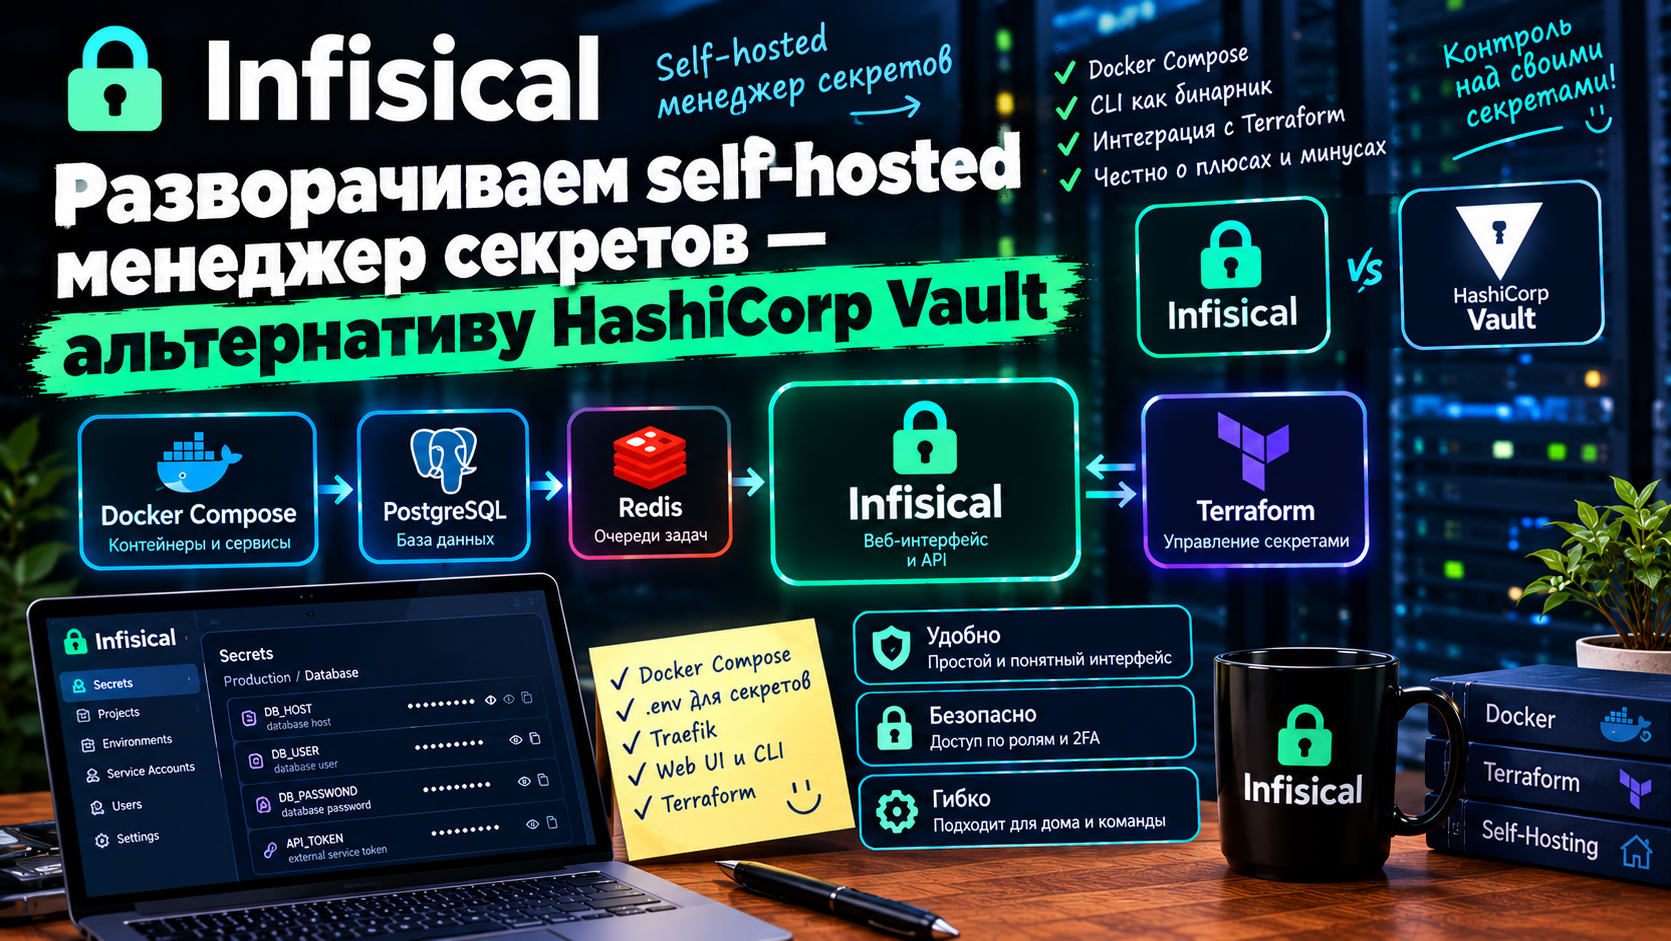 Infisical
Self-hosted
менеджер секретов
Docker Compose
CLI как бинарник
Интеграция с Terraform
Честно о плюсах и минусах
Контроль
над своими
секретами!
Разворачиваем self-hosted
менеджер секретов —
альтернативу HashiCorp Vault
Infisical
vs
HashiCorp
Vault
Docker Compose
Контейнеры и сервисы
PostgreSQL
База данных
Redis
Очереди задач
Infisical
Веб-интерфейс
и API
Terraform
Управление секретами
Infisical
Secrets
Projects
Environments
Service Accounts
Users
Settings
Secrets
Production / Database
DB_HOST
database host
DB_USER
database user
DB_PASSWOND
database password
API_TOKEN
external service token
Docker Compose
.env для секретов
Traefik
Web UI и CLI
Terraform
Удобно
Простой и понятный интерфейс
Безопасно
Доступ по ролям и 2FA
Гибко
Подходит для дома и команды
Infisical
Docker
Terraform
Self-Hosting